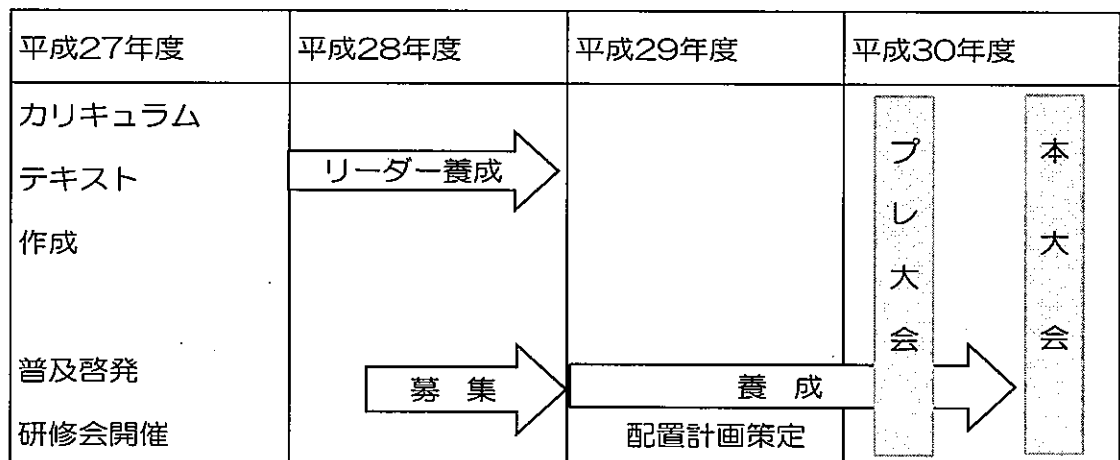 平成27年度 平成28年度 平成29年度 平成30年度
カリキュラム
テキスト
作成
リーダー養成
普及啓発
研修会開催
募 集
養 成
配置計画策定
プレ大会
本大会